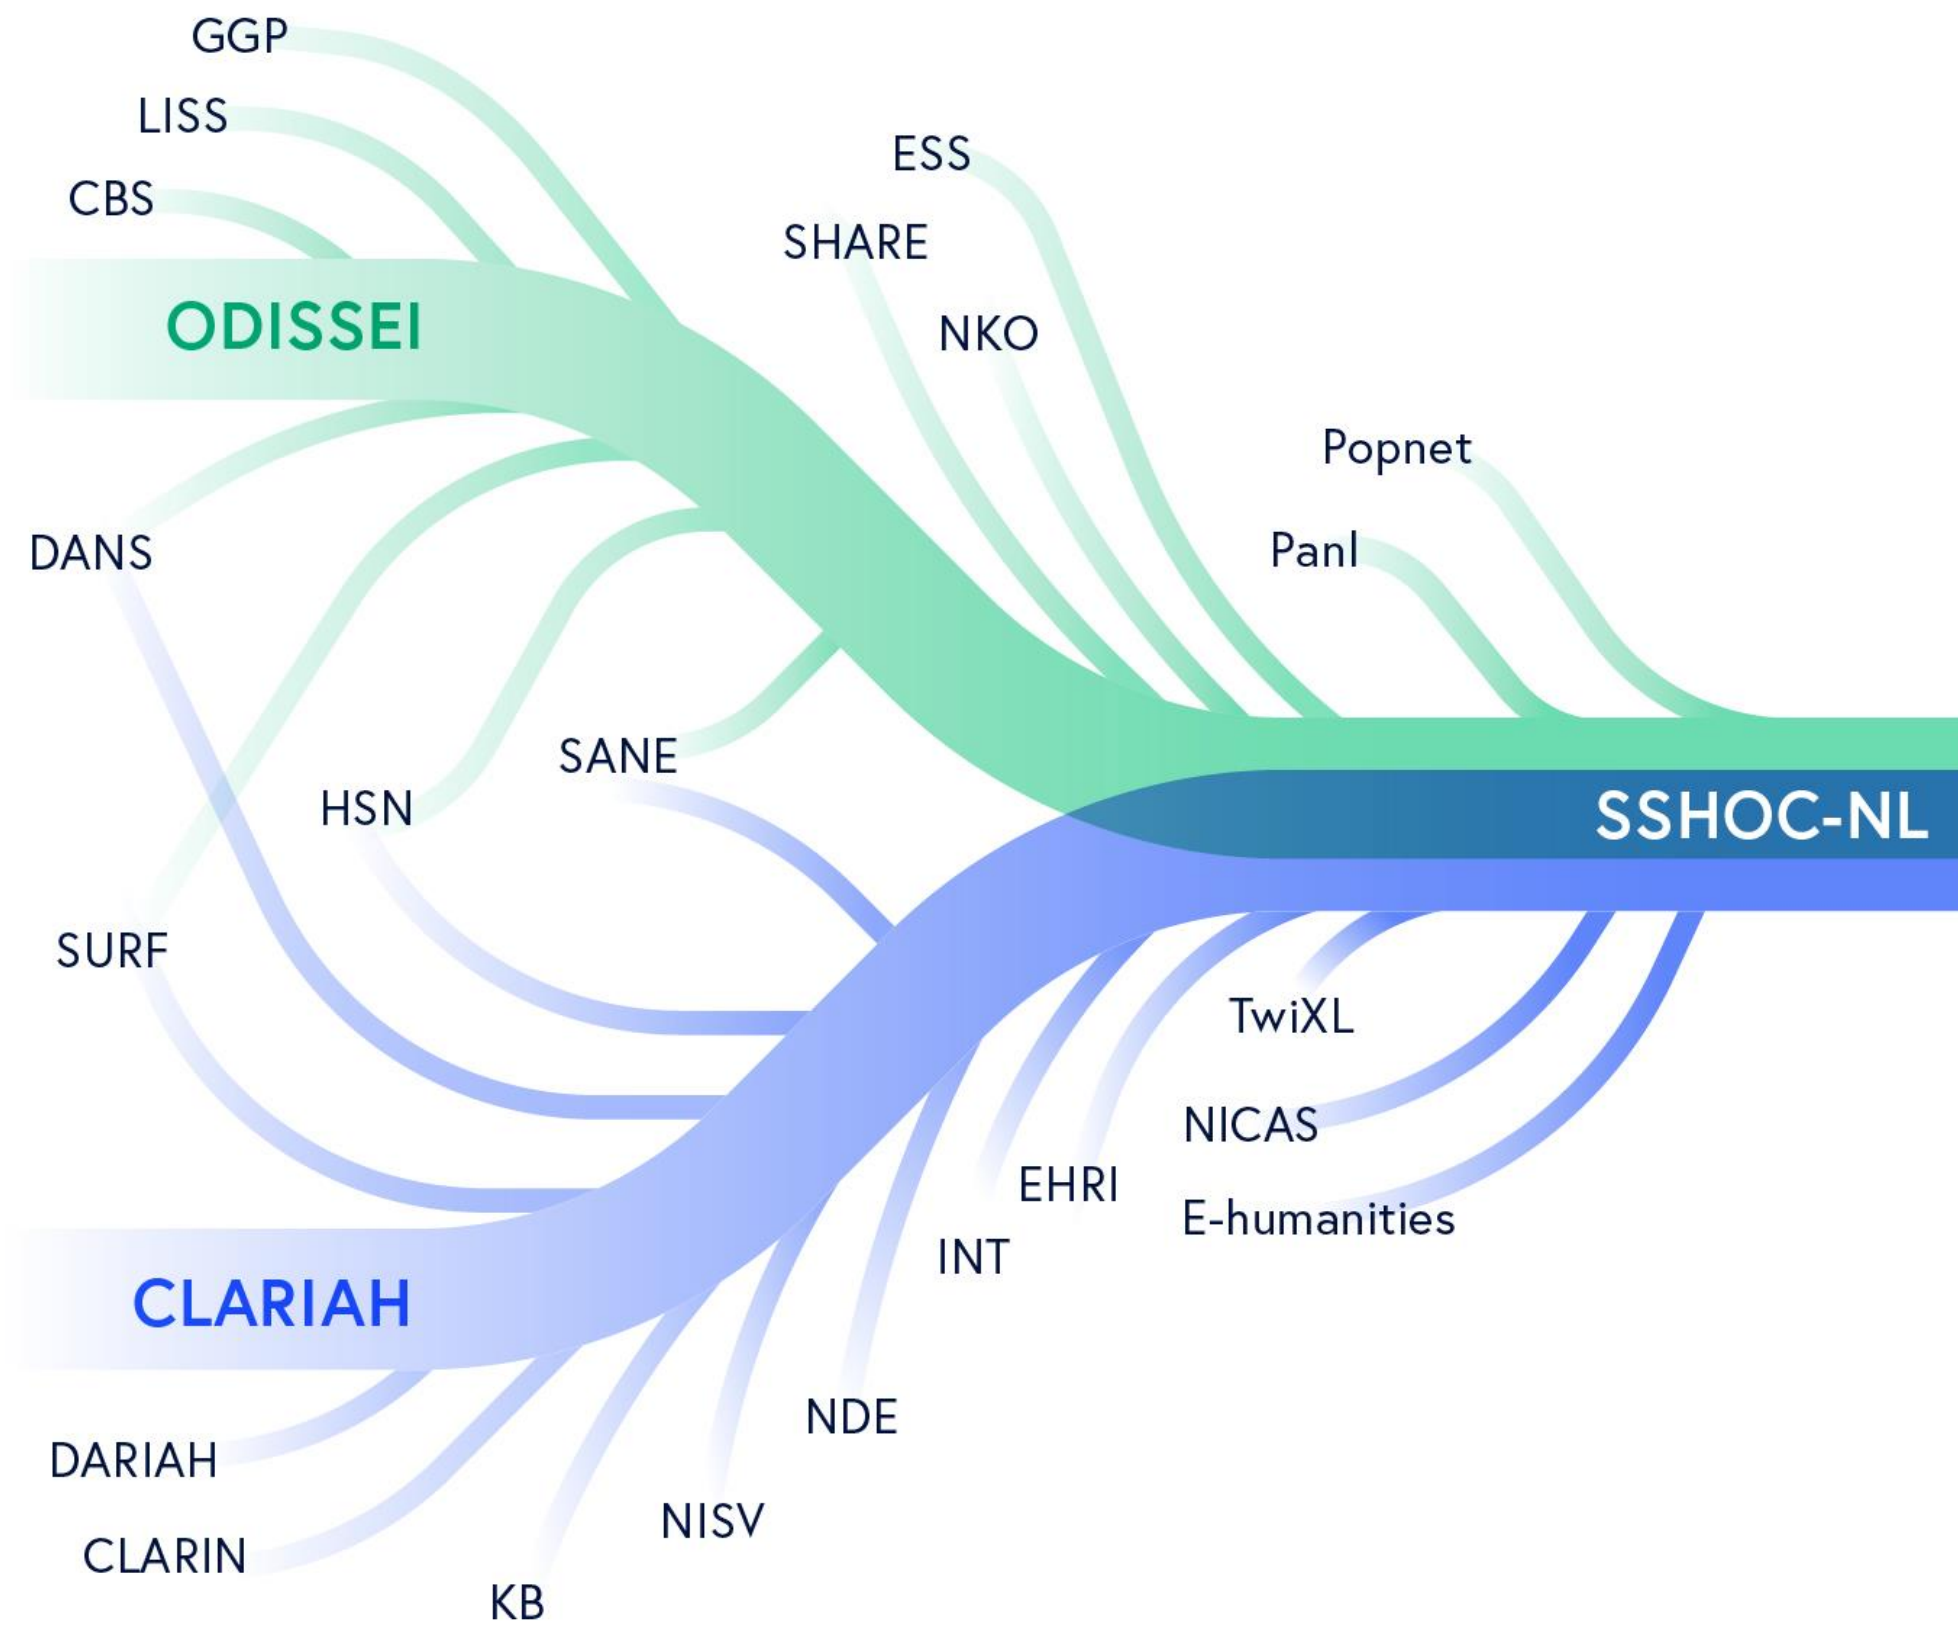 GGP
LISS
CBS
ESS
SHARE
ODISSEI
NKO
Popnet
DANS
Panl
SANE
HSN
SSHOC-NL
SURF
TwiXL
NICAS
EHRI
E-humanities
INT
CLARIAH
NDE
DARIAH
NISV
CLARIN
KB